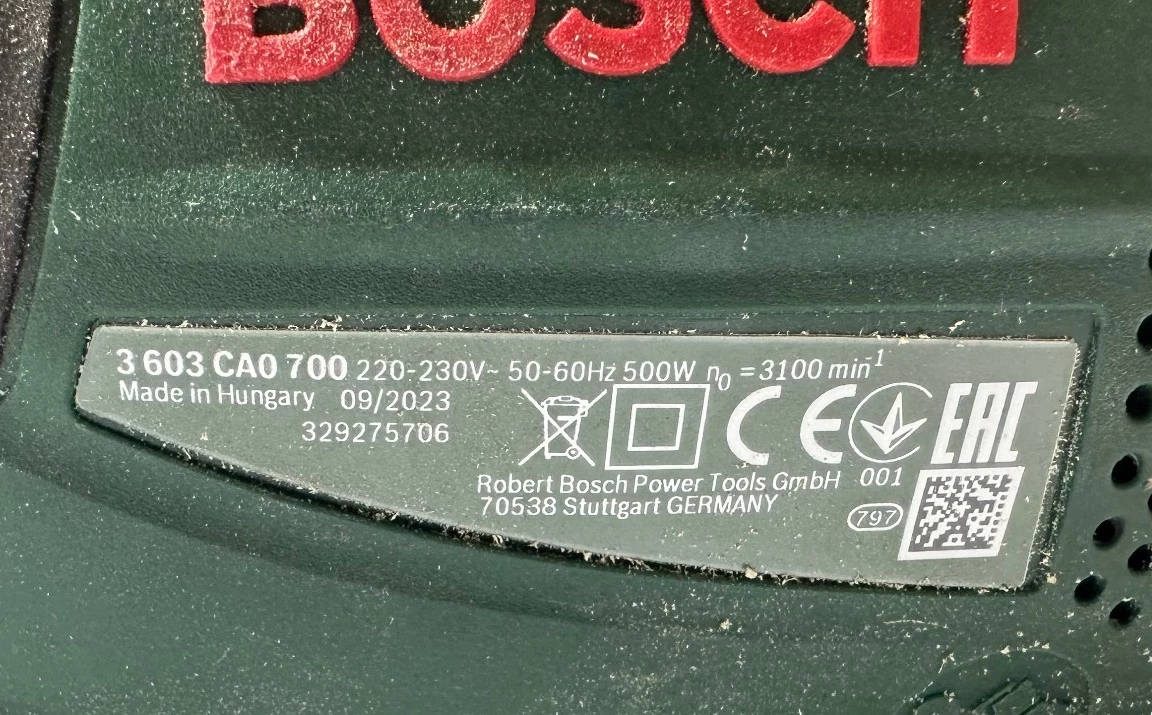 BOSCH
3 603 CA0 700 220-230V~ 50-60Hz 500W n₀ =3100 min⁻¹
Made in Hungary 09/2023
329275706
CE EAC
Robert Bosch Power Tools GmbH 001
70538 Stuttgart GERMANY
797